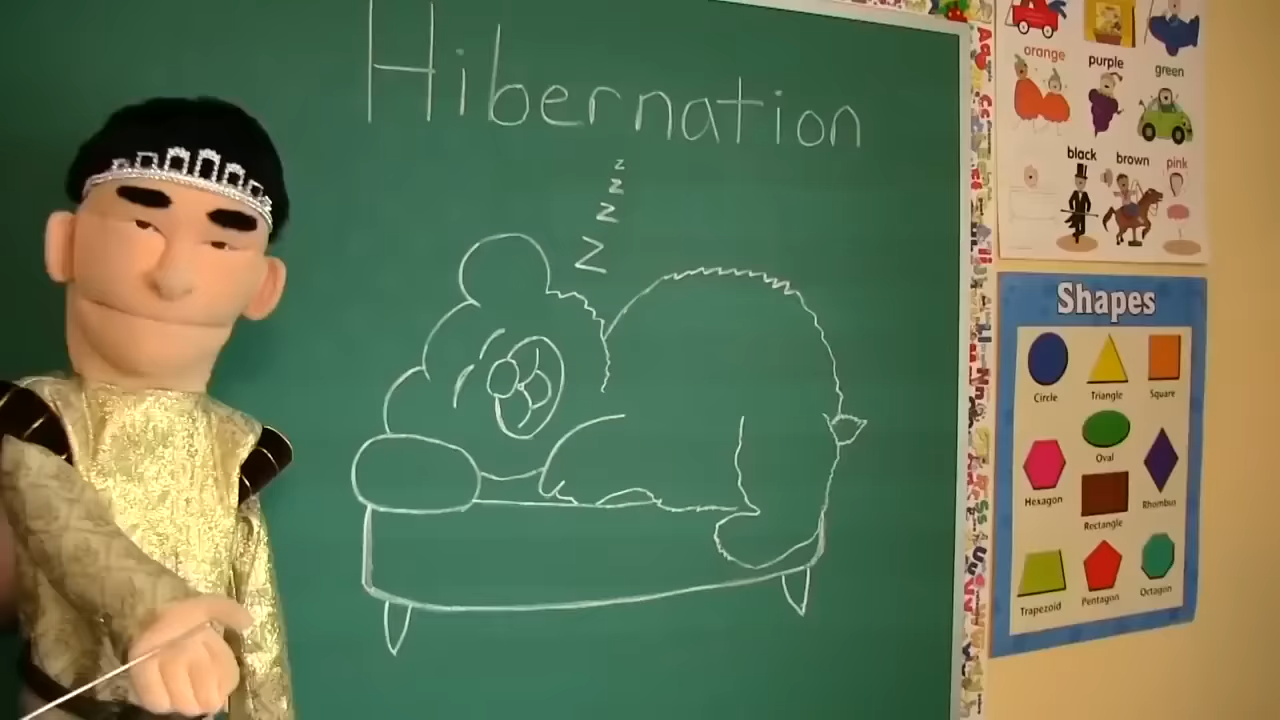 Hibernation
z
z
z
Z
orange purple green
black brown pink
Shapes
Circle Triangle Square
Oval
Hexagon Rhombus
Rectangle
Trapezoid Pentagon Octagon